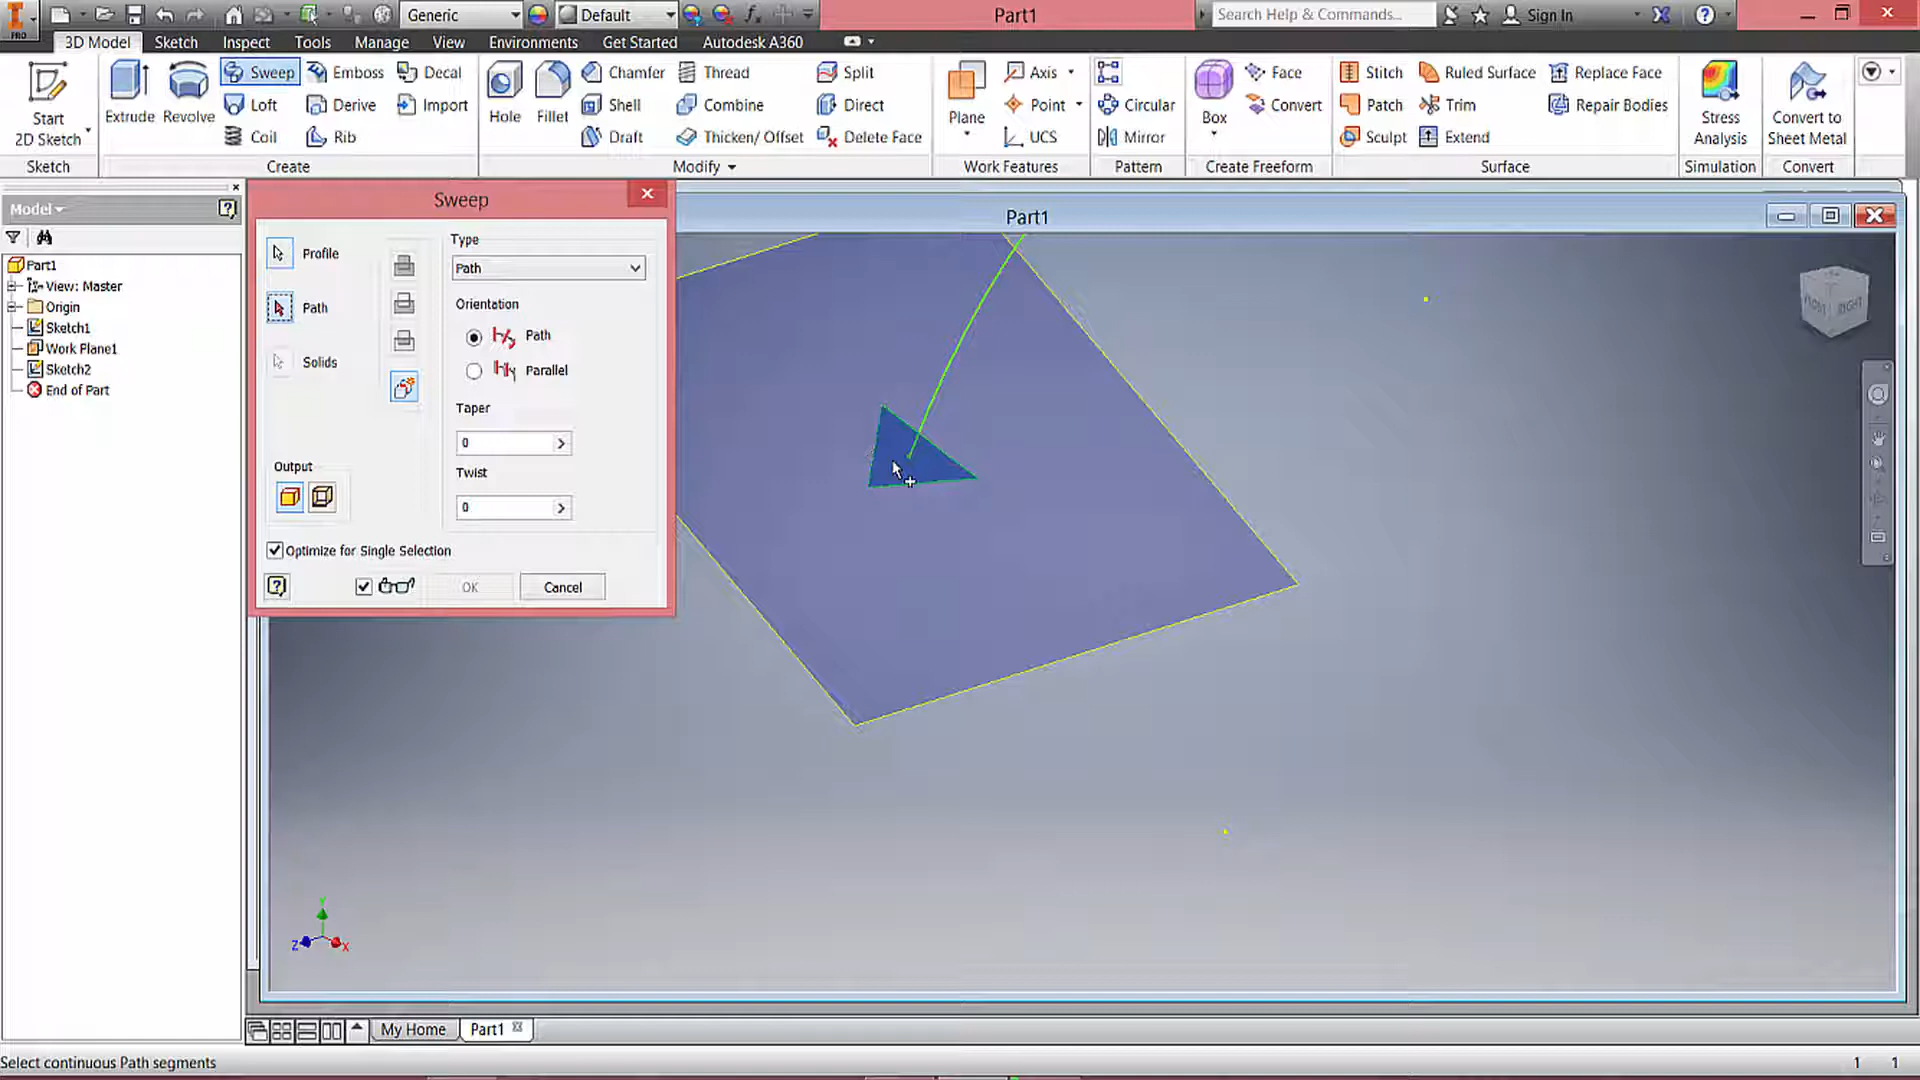 Generic
Default
Part1
Search Help & Commands...
Sign In
PRO
3D Model
Sketch
Inspect
Tools
Manage
View
Environments
Get Started
Autodesk A360
Start
2D Sketch
Extrude
Revolve
Sweep
Loft
Coil
Emboss
Derive
Rib
Decal
Import
Hole
Fillet
Chamfer
Shell
Draft
Thread
Combine
Thicken/ Offset
Split
Direct
Delete Face
Plane
Axis
Point
UCS
Circular
Mirror
Box
Face
Convert
Stitch
Patch
Sculpt
Ruled Surface
Trim
Extend
Replace Face
Repair Bodies
Stress
Analysis
Convert to
Sheet Metal
Sketch
Create
Modify
Work Features
Pattern
Create Freeform
Surface
Simulation
Convert
Model
Part1
View: Master
Origin
Sketch1
Work Plane1
Sketch2
End of Part
Sweep
Profile
Path
Solids
Output
Type
Path
Orientation
Path
Parallel
Taper
0
Twist
0
Optimize for Single Selection
OK
Cancel
Part1
RIGHT
Y
Z
X
My Home
Part1
Select continuous Path segments
1
1